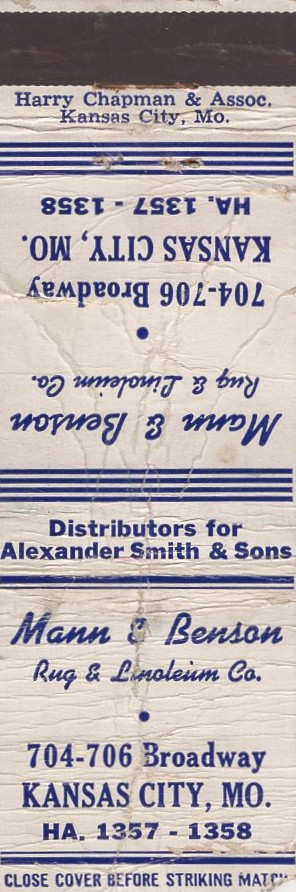 Harry Chapman & Assoc.
Kansas City, Mo.
Mann & Benson
Rug & Linoleum Co.
704-706 Broadway
KANSAS CITY, MO.
HA. 1357 - 1358
Distributors for
Alexander Smith & Sons
Mann & Benson
Rug & Linoleum Co.
704-706 Broadway
KANSAS CITY, MO.
HA. 1357 - 1358
CLOSE COVER BEFORE STRIKING MATCH